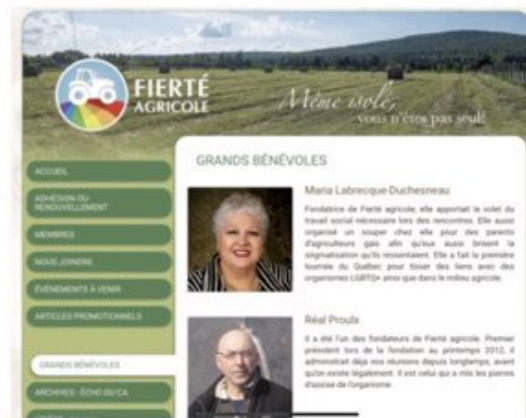 FIERTÉ
AGRICOLE
Même isolé,
vous n'êtes pas seul!
GRANDS BÉNÉVOLES
ACCUEIL
ADHÉSION OU
RENOUVELLEMENT
MEMBRES
NOUS JOINDRE
ÉVÉNEMENTS À VENIR
ARTICLES PROMOTIONNELS
GRANDS BÉNÉVOLES
ARCHIVES - ÉCHO DU CA
Maria Labrecque-Duchesneau
Fondatrice de Fierté agricole, elle apportait le volet du
travail social nécessaire lors des rencontres. Elle aussi
organisé un souper chez elle pour des parents
d'agriculteurs gais afin qu'eux aussi brisent la
stigmatisation qu'ils ressentaient. Elle a fait la première
tournée du Québec pour tisser des liens avec des
organismes LGBTQ+ ainsi que dans le milieu agricole.
Réal Proulx
Il a été l'un des fondateurs de Fierté agricole. Premier
président lors de la fondation au printemps 2012, il
administrait déjà nos réunions depuis longtemps, avant
qu'on existe légalement. Il est celui qui a mis les pierres
d'assise de l'organisme.